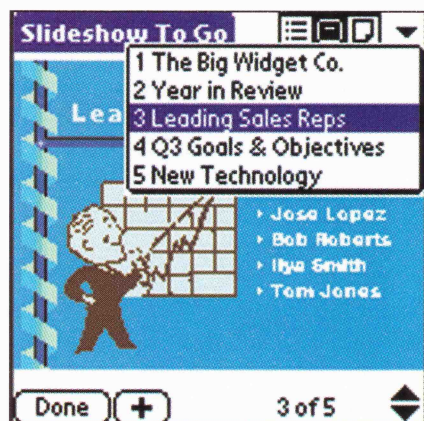 Slideshow To Go
1 The Big Widget Co.
2 Year in Review
3 Leading Sales Reps
4 Q3 Goals & Objectives
5 New Technology
Lea
Jose Lopez
Bob Roberts
Ilya Smith
Tom Jones
Done
+
3 of 5